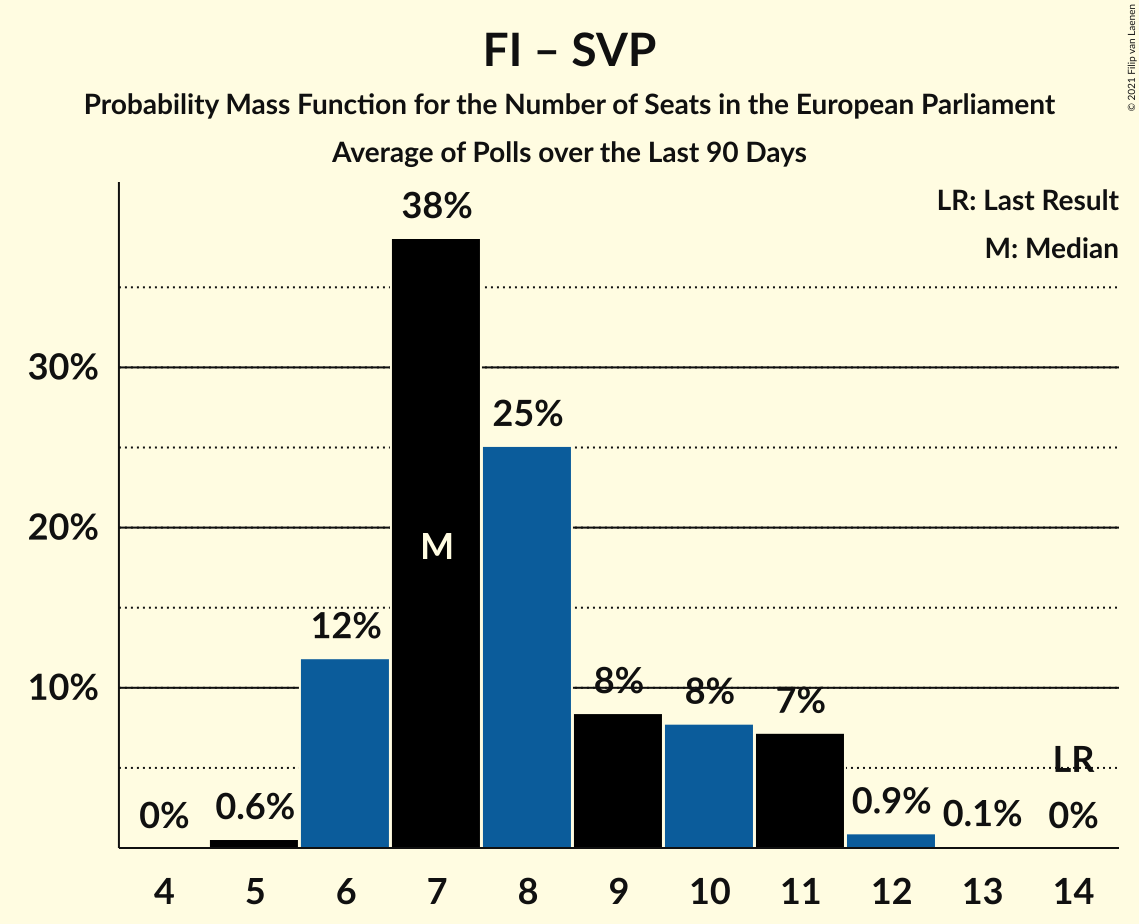 FI – SVP
Probability Mass Function for the Number of Seats in the European Parliament
Average of Polls over the Last 90 Days
© 2021 Filip van Laenen
LR: Last Result
M: Median
38%
30%
25%
20%
M
12%
10%
8%
8%
7%
LR
0%
0.6%
0.9%
0.1%
0%
4 5 6 7 8 9 10 11 12 13 14